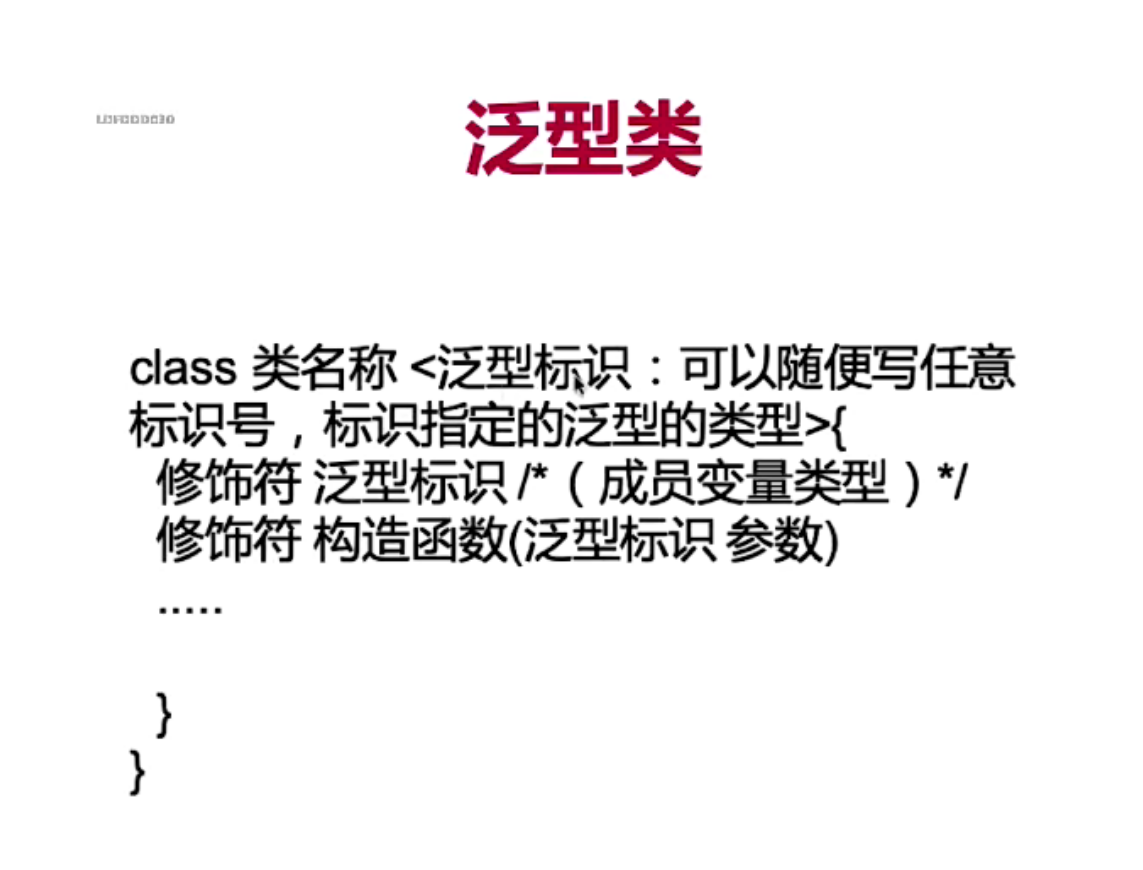 泛型类
class 类名称 <泛型标识：可以随便写任意
标识号，标识指定的泛型的类型>{
修饰符 泛型标识 /*（成员变量类型）*/
修饰符 构造函数(泛型标识 参数)
.....
}
}